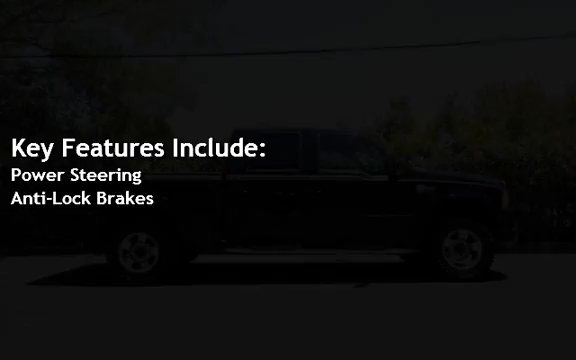 Key Features Include:
Power Steering
Anti-Lock Brakes